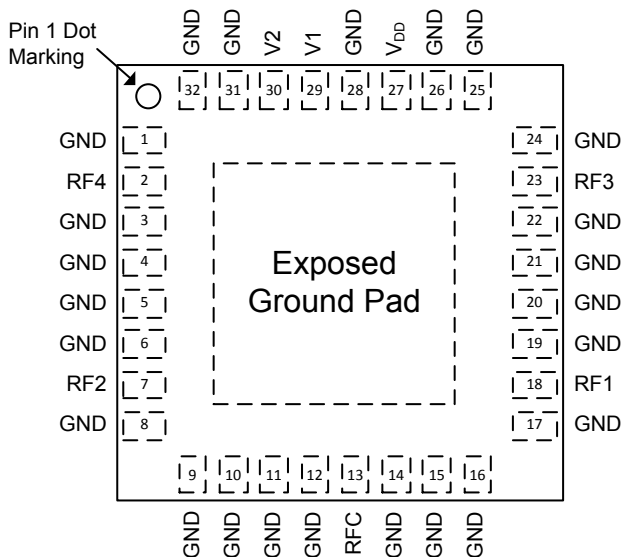 Pin 1 Dot
Marking
GND GND V2 V1 GND VDD GND GND
32 31 30 29 28 27 26 25
GND 1 24 GND
RF4 2 23 RF3
GND 3 22 GND
GND 4 21 GND
GND 5 20 GND
GND 6 19 GND
RF2 7 18 RF1
GND 8 17 GND
Exposed
Ground Pad
9 10 11 12 13 14 15 16
GND GND GND GND RFC GND GND GND